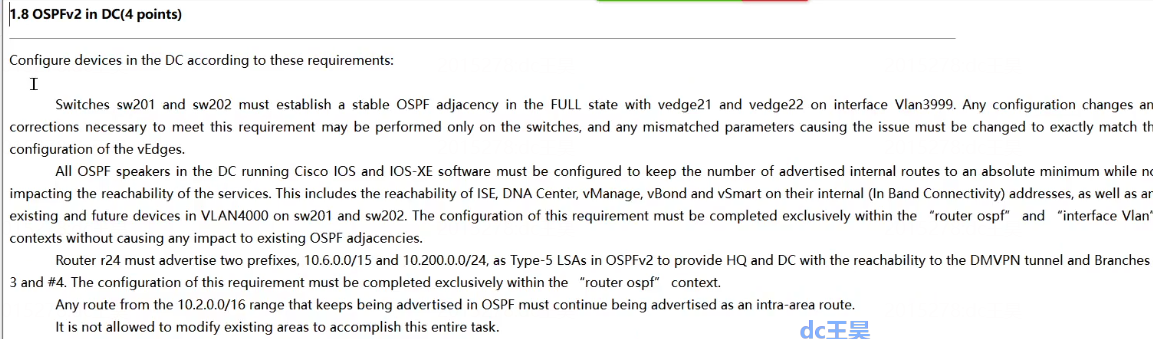 1.8 OSPFv2 in DC(4 points)
Configure devices in the DC according to these requirements:
Switches sw201 and sw202 must establish a stable OSPF adjacency in the FULL state with vedge21 and vedge22 on interface Vlan3999. Any configuration changes an
corrections necessary to meet this requirement may be performed only on the switches, and any mismatched parameters causing the issue must be changed to exactly match th
configuration of the vEdges.
All OSPF speakers in the DC running Cisco IOS and IOS-XE software must be configured to keep the number of advertised internal routes to an absolute minimum while no
impacting the reachability of the services. This includes the reachability of ISE, DNA Center, vManage, vBond and vSmart on their internal (In Band Connectivity) addresses, as well as an
existing and future devices in VLAN4000 on sw201 and sw202. The configuration of this requirement must be completed exclusively within the “router ospf” and “interface Vlan”
contexts without causing any impact to existing OSPF adjacencies.
Router r24 must advertise two prefixes, 10.6.0.0/15 and 10.200.0.0/24, as Type-5 LSAs in OSPFv2 to provide HQ and DC with the reachability to the DMVPN tunnel and Branches
3 and #4. The configuration of this requirement must be completed exclusively within the “router ospf” context.
Any route from the 10.2.0.0/16 range that keeps being advertised in OSPF must continue being advertised as an intra-area route.
It is not allowed to modify existing areas to accomplish this entire task.
dc王昊